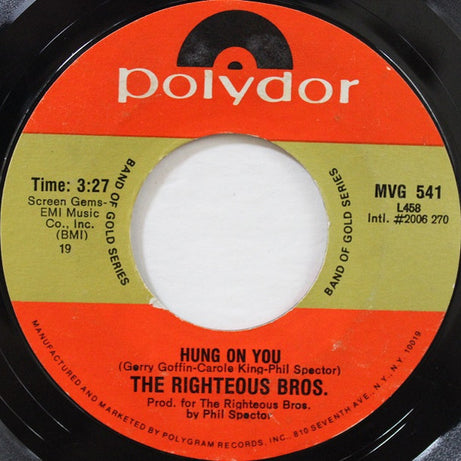 polydor
Time: 3:27
Screen Gems-
EMI Music
Co., Inc.
(BMI)
19
BAND OF GOLD SERIES
BAND OF GOLD SERIES
MVG 541
L458
Intl. #2006 270
HUNG ON YOU
(Gerry Goffin-Carole King-Phil Spector)
THE RIGHTEOUS BROS.
Prod. for The Righteous Bros.
by Phil Spector
MANUFACTURED AND MARKETED BY POLYGRAM RECORDS, INC., 810 SEVENTH AVE., N.Y., N.Y. 10019